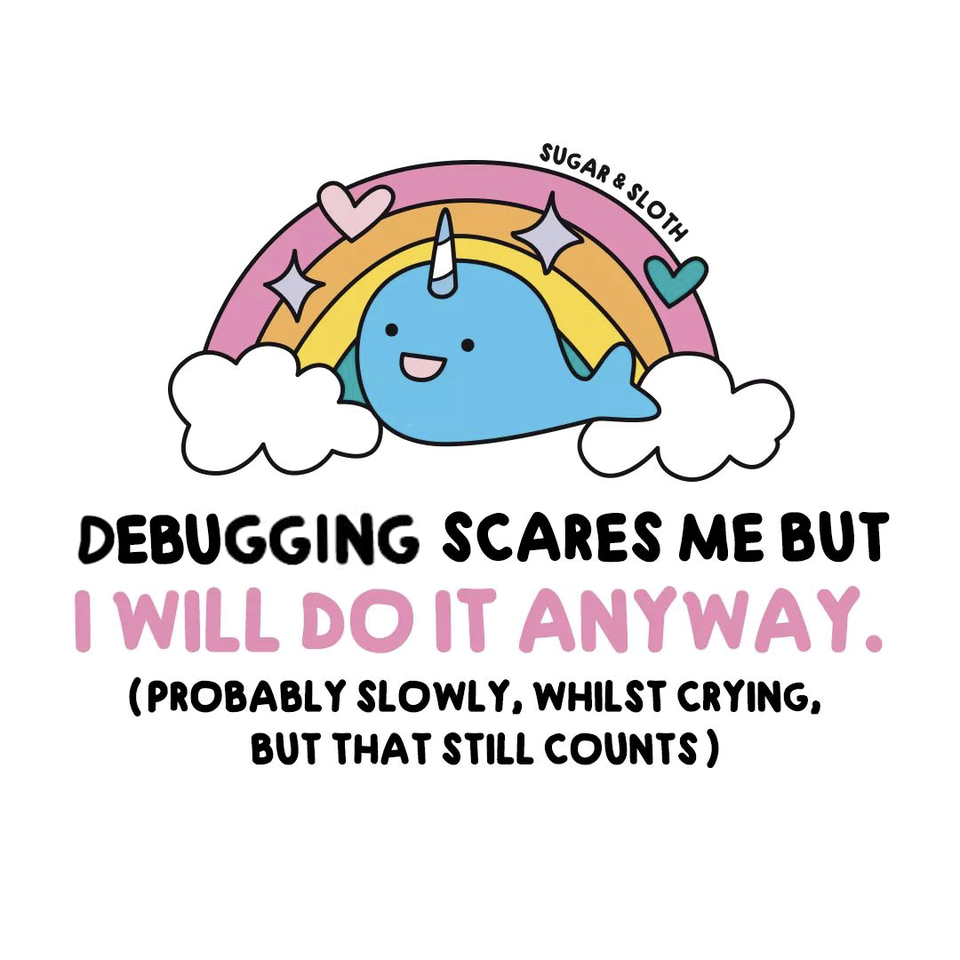 SUGAR & SLOTH
DEBUGGING SCARES ME BUT
I WILL DO IT ANYWAY.
(PROBABLY SLOWLY, WHILST CRYING,
BUT THAT STILL COUNTS)